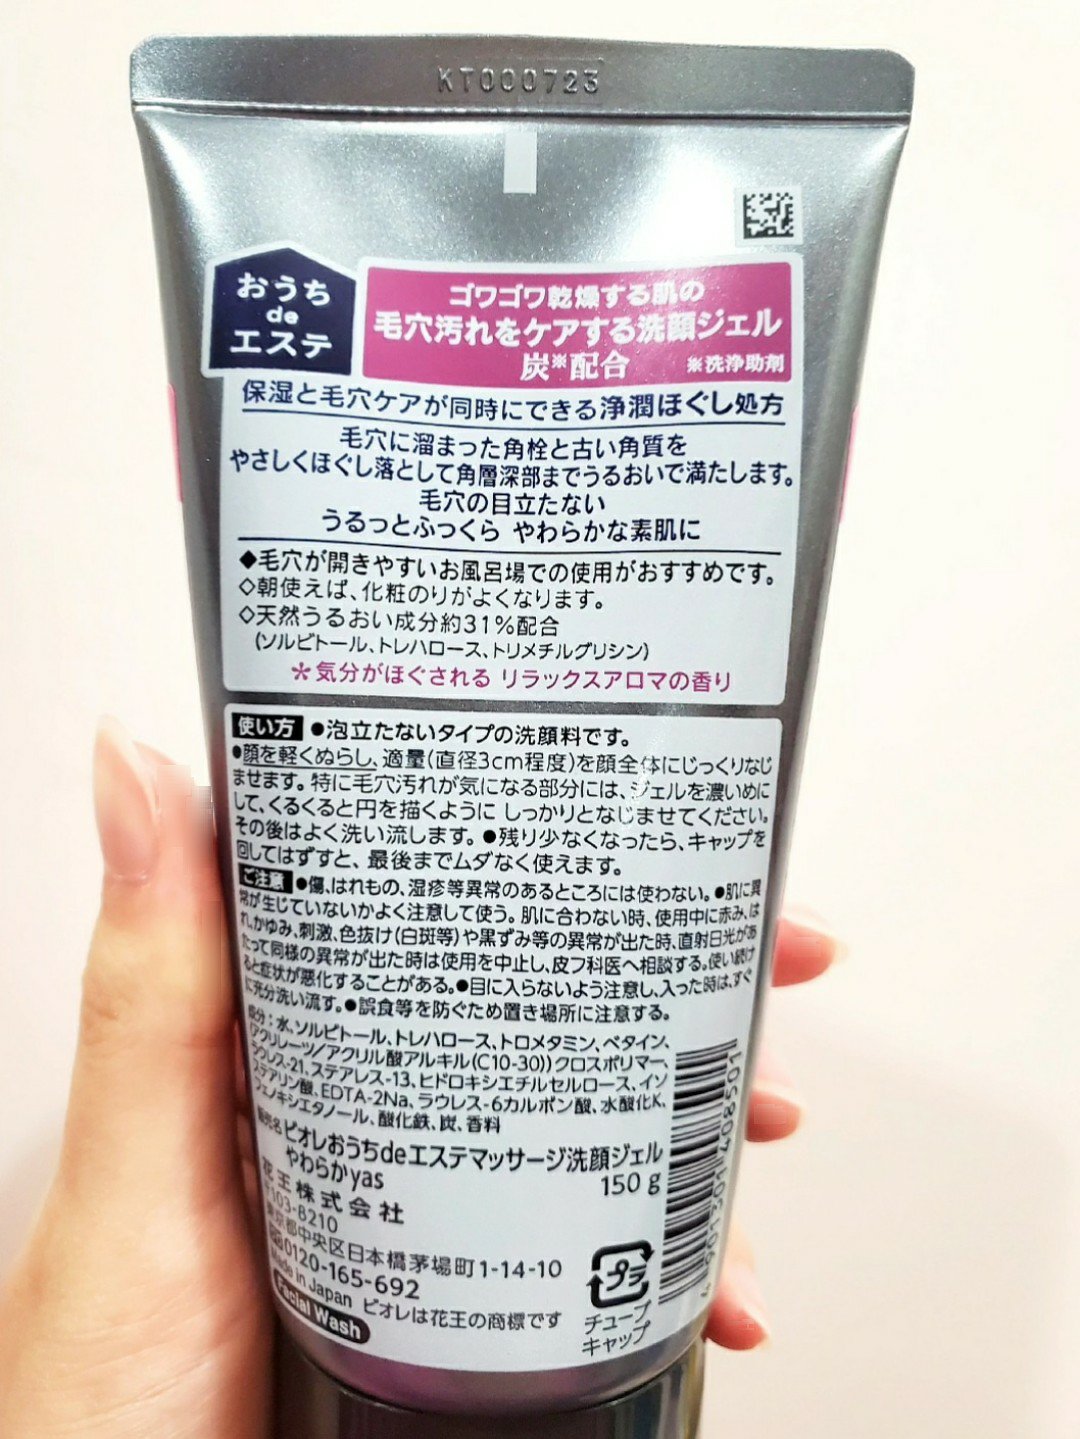 KT000723
おうち
de
エステ
ゴワゴワ乾燥する肌の
毛穴汚れをケアする洗顔ジェル
炭※配合 ※洗浄助剤
保湿と毛穴ケアが同時にできる浄潤ほぐし処方
毛穴に溜まった角栓と古い角質を
やさしくほぐし落として角層深部までうるおいで満たします。
毛穴の目立たない
うるっとふっくら やわらかな素肌に
◆毛穴が開きやすいお風呂場での使用がおすすめです。
◇朝使えば、化粧のりがよくなります。
◇天然うるおい成分約31%配合
(ソルビトール、トレハロース、トリメチルグリシン)
*気分がほぐされる リラックスアロマの香り
使い方 ●泡立たないタイプの洗顔料です。
●顔を軽くぬらし、適量(直径3cm程度)を顔全体にじっくりなじ
ませます。特に毛穴汚れが気になる部分には、ジェルを濃いめに
して、くるくると円を描くように しっかりとなじませてください。
その後はよく洗い流します。●残り少なくなったら、キャップを
回してはずすと、最後までムダなく使えます。
ご注意 ●傷、はれもの、湿疹等異常のあるところには使わない。●肌に異
常が生じていないかよく注意して使う。肌に合わない時、使用中に赤み、は
れ、かゆみ、刺激、色抜け(白斑等)や黒ずみ等の異常が出た時、直射日光があ
たって同様の異常が出た時は使用を中止し、皮フ科医へ相談する。使い続け
ると症状が悪化することがある。●目に入らないよう注意し、入った時は、すぐ
に充分洗い流す。●誤食等を防ぐため置き場所に注意する。
成分：水、ソルビトール、トレハロース、トロメタミン、ベタイン、
(アクリレーツ/アクリル酸アルキル(C10-30))クロスポリマー、
ラウレス-21、ステアレス-13、ヒドロキシエチルセルロース、イソ
ステアリン酸、EDTA-2Na、ラウレス-6カルボン酸、水酸化K、
フェノキシエタノール、酸化鉄、炭、香料
販売名 ビオレおうちdeエステマッサージ洗顔ジェル
やわらかyas 150 g
花王株式会社
〒103-8210
東京都中央区日本橋茅場町1-14-10
0120-165-692
Made in Japan ビオレは花王の商標です
Facial Wash
プラ
チューブ
キャップ
4 901301 408501